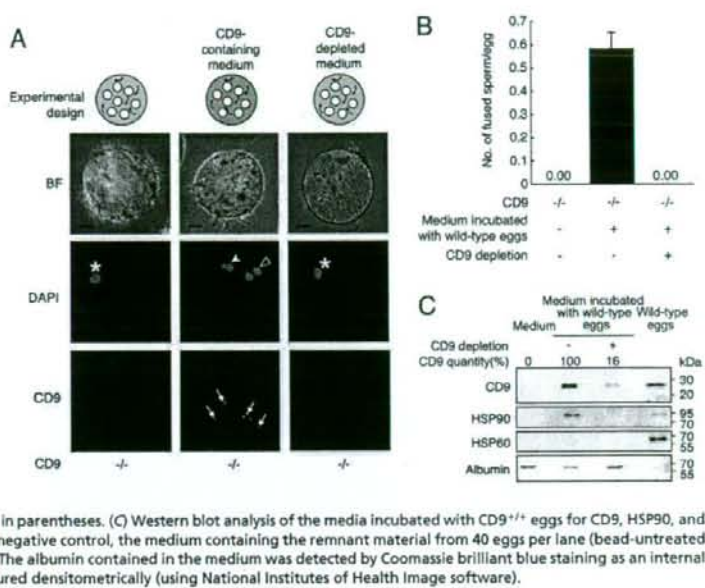 A
CD9-
containing
medium
CD9-
depleted
medium
Experimental
design
BF
DAPI
*
*
CD9
CD9 -/- -/- -/-
B
No. of fused sperm/egg
0.7
0.6
0.5
0.4
0.3
0.2
0.1
0
0.00 0.00
CD9 -/- -/- -/-
Medium incubated
with wild-type eggs - + +
CD9 depletion - - +
C
Medium incubated
Medium with wild-type Wild-type
eggs eggs
CD9 depletion - +
CD9 quantity(%) 0 100 16 kDa
CD9 30
20
HSP90 95
70
HSP60 70
55
Albumin 70
55
in parentheses. (C) Western blot analysis of the media incubated with CD9+/+ eggs for CD9, HSP90, and
negative control, the medium containing the remnant material from 40 eggs per lane (bead-untreated
The albumin contained in the medium was detected by Coomassie brilliant blue staining as an internal
ured densitometrically (using National Institutes of Health Image software).